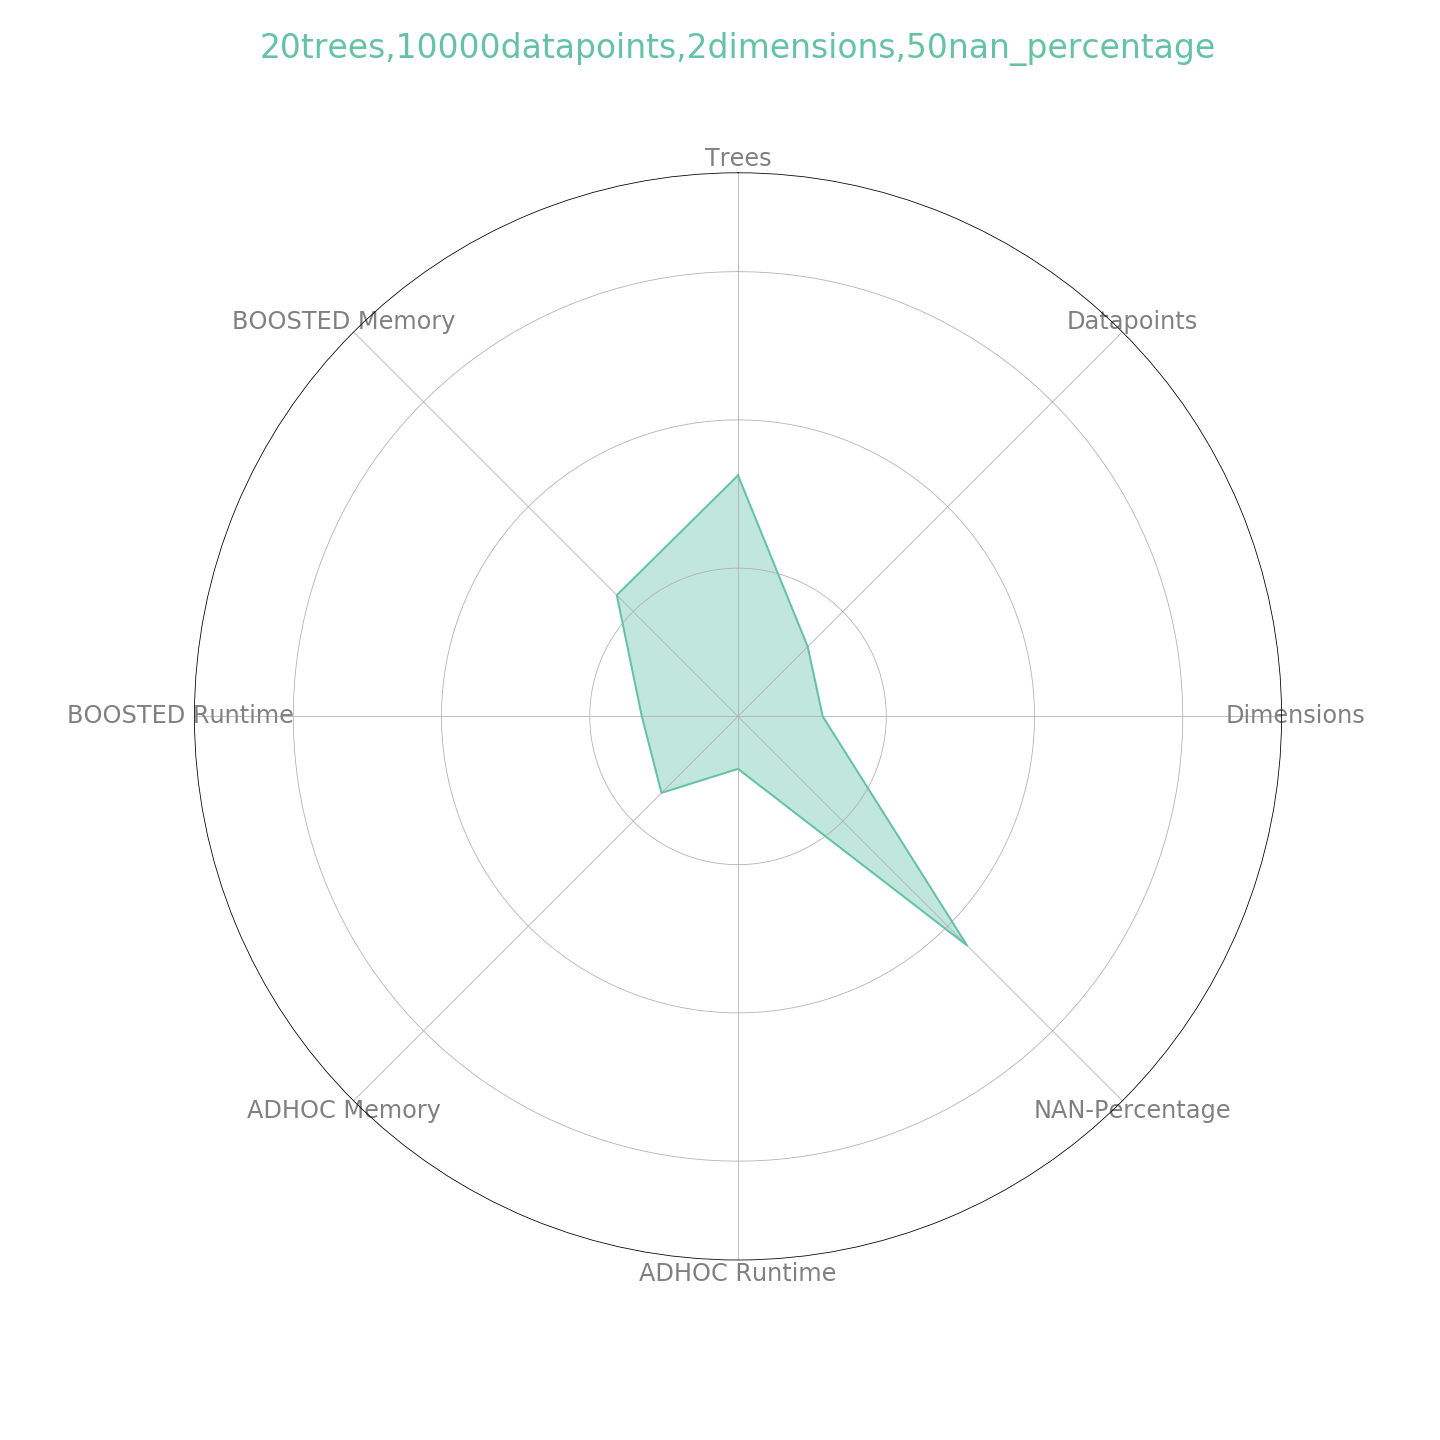 20trees,10000datapoints,2dimensions,50nan_percentage
Trees
BOOSTED Memory
Datapoints
BOOSTED Runtime
Dimensions
ADHOC Memory
NAN-Percentage
ADHOC Runtime